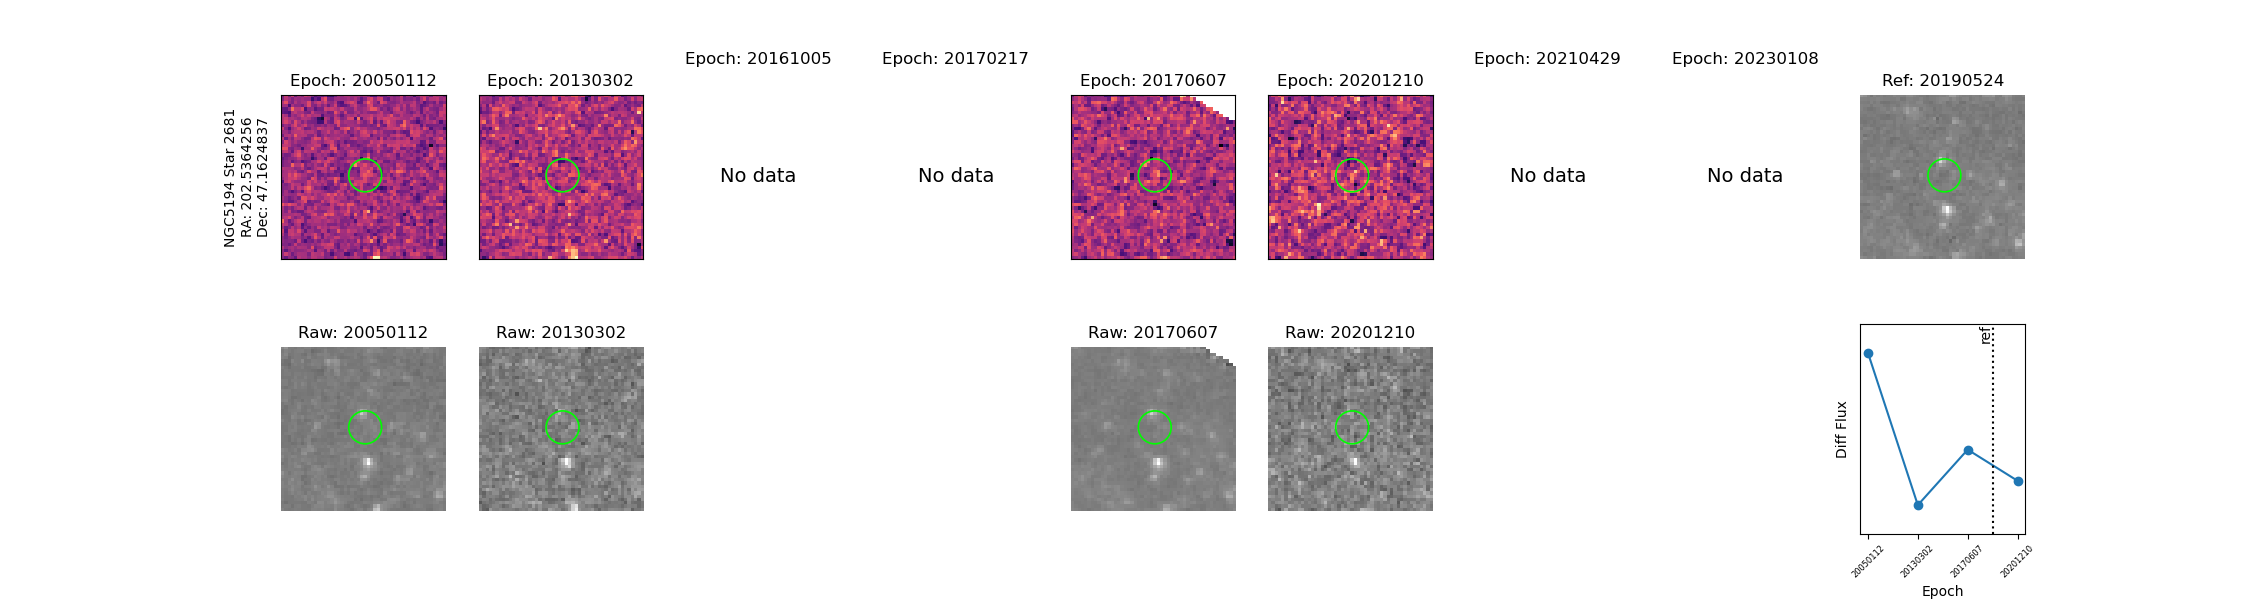 Epoch: 20161005
Epoch: 20170217
Epoch: 20210429
Epoch: 20230108
Epoch: 20050112
Epoch: 20130302
Epoch: 20170607
Epoch: 20201210
Ref: 20190524
NGC5194 Star 2681
RA: 202.5364256
Dec: 47.16248837
No data
No data
No data
No data
Raw: 20050112
Raw: 20130302
Raw: 20170607
Raw: 20201210
ref
Diff Flux
20050112
20130302
20170607
20201210
Epoch